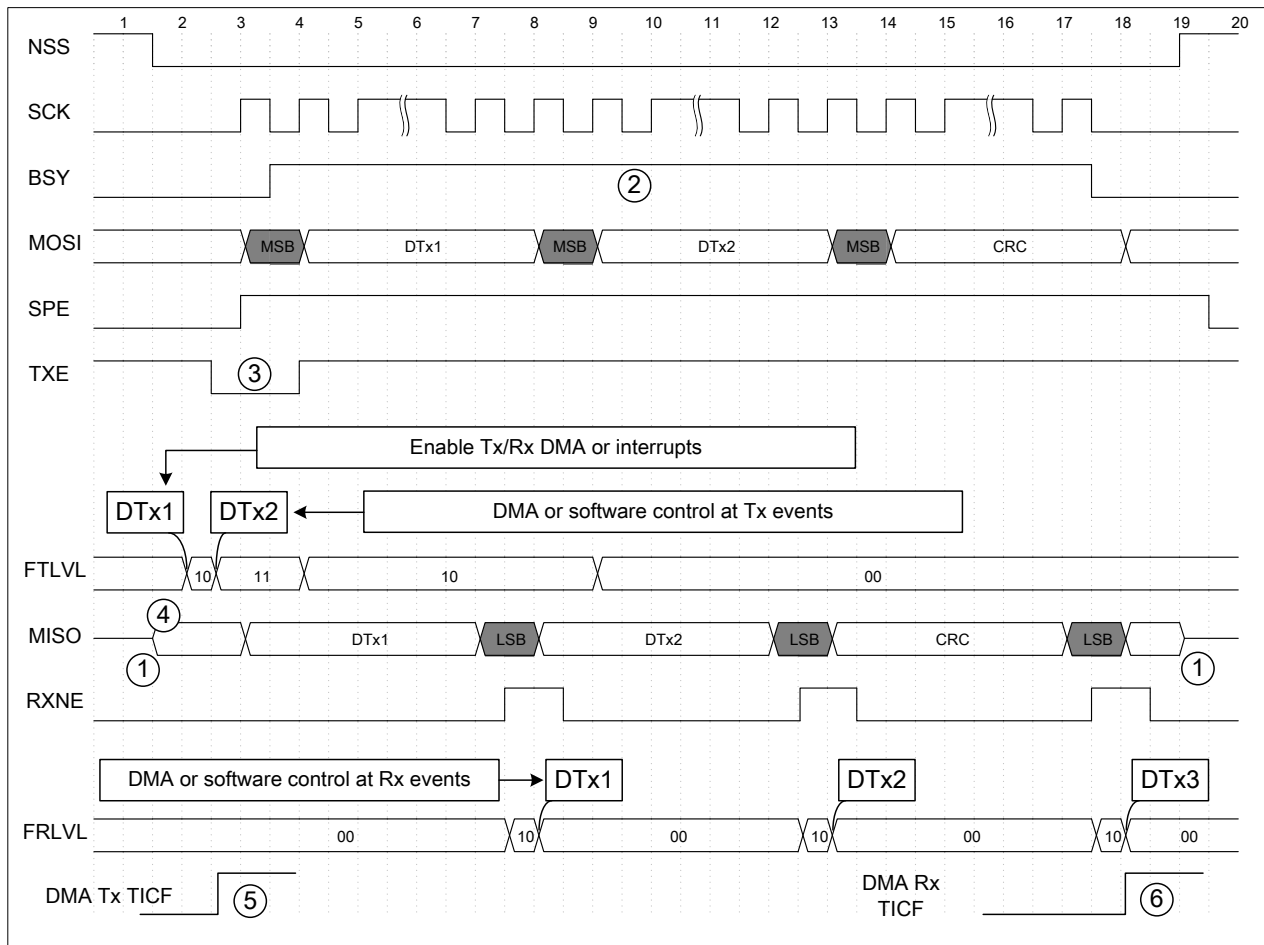 1 2 3 4 5 6 7 8 9 10 11 12 13 14 15 16 17 18 19 20
NSS
SCK
BSY
2
MOSI MSB DTx1 MSB DTx2 MSB CRC
SPE
TXE
3
Enable Tx/Rx DMA or interrupts
DTx1 DTx2 DMA or software control at Tx events
FTLVL 10 11 10 00
4
MISO DTx1 LSB DTx2 LSB CRC LSB
1 1
RXNE
DMA or software control at Rx events DTx1 DTx2 DTx3
FRLVL 00 10 00 10 00 10 00
DMA Tx TICF 5
DMA Rx
TICF
6